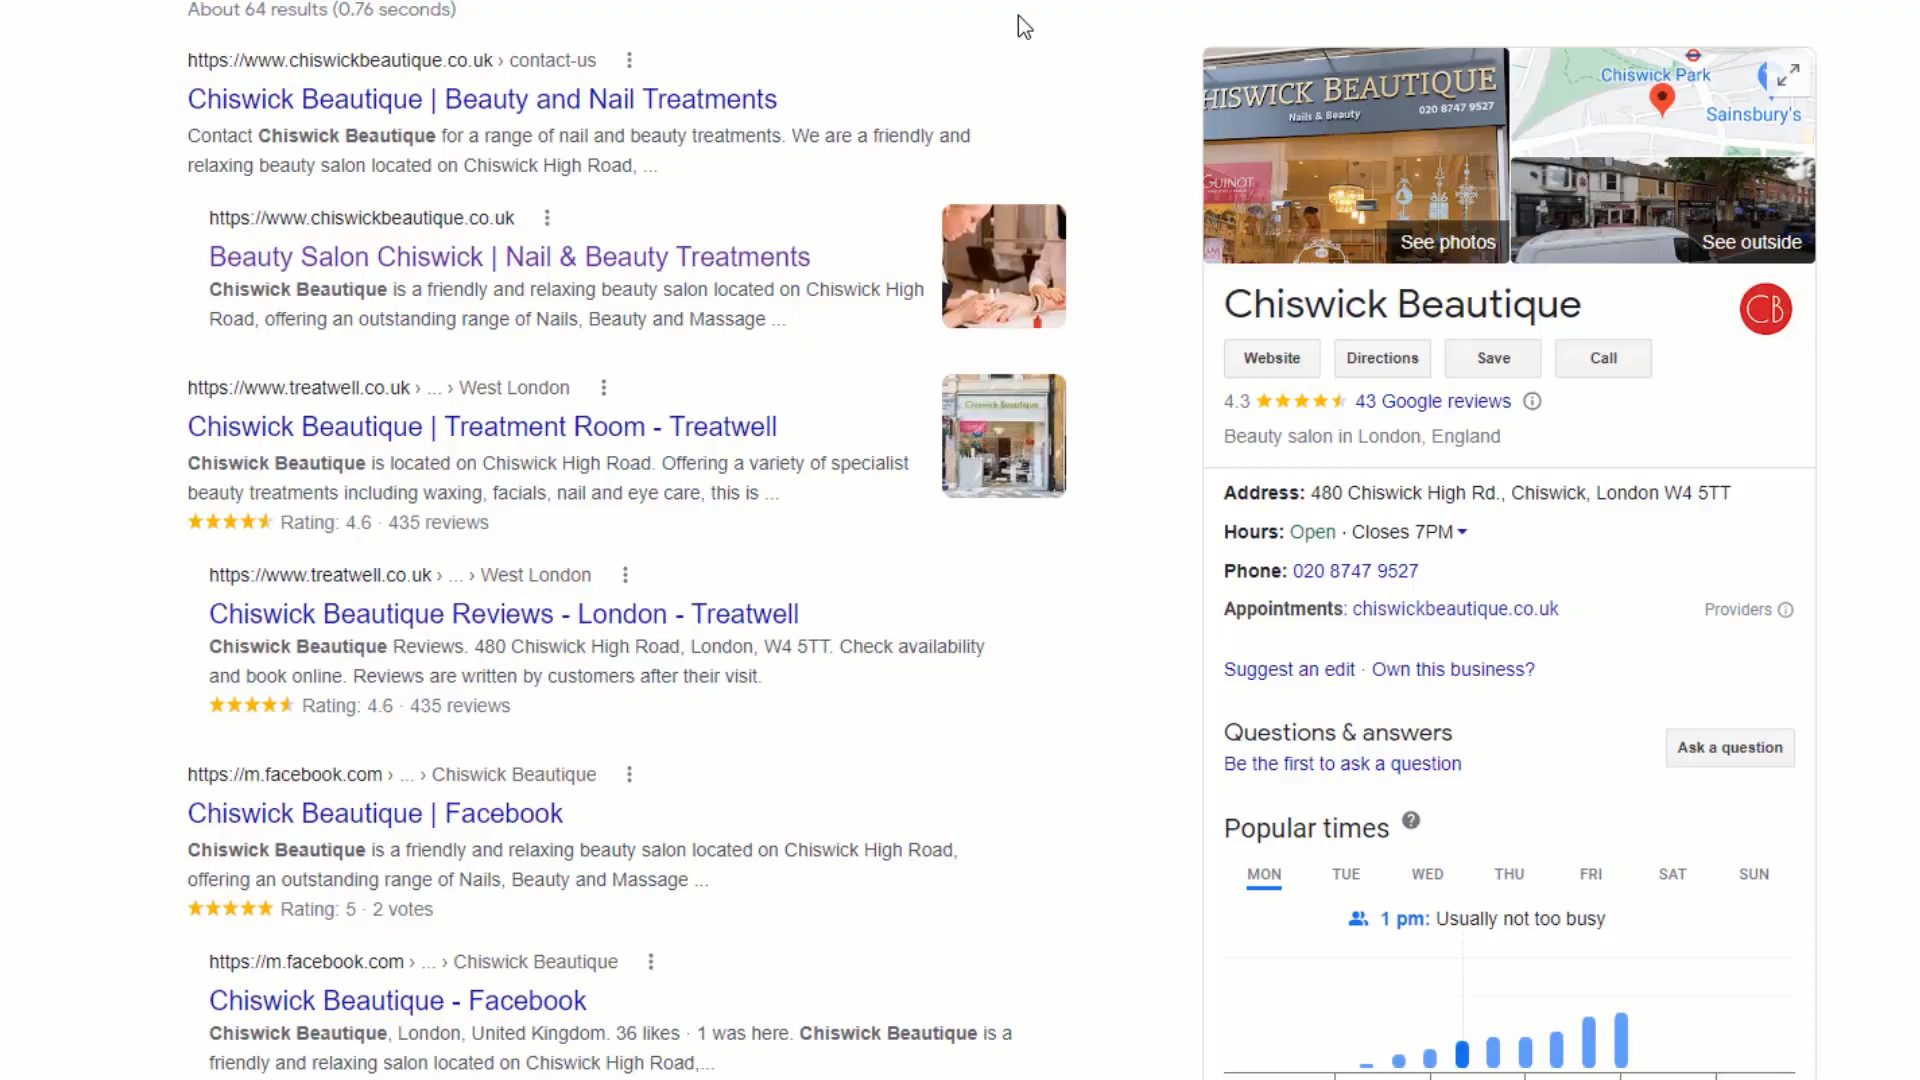 About 64 results (0.76 seconds)
https://www.chiswickbeautique.co.uk › contact-us
Chiswick Beautique | Beauty and Nail Treatments
Contact Chiswick Beautique for a range of nail and beauty treatments. We are a friendly and
relaxing beauty salon located on Chiswick High Road, ...
https://www.chiswickbeautique.co.uk
Beauty Salon Chiswick | Nail & Beauty Treatments
Chiswick Beautique is a friendly and relaxing beauty salon located on Chiswick High
Road, offering an outstanding range of Nails, Beauty and Massage ...
https://www.treatwell.co.uk › ... › West London
Chiswick Beautique | Treatment Room - Treatwell
Chiswick Beautique is located on Chiswick High Road. Offering a variety of specialist
beauty treatments including waxing, facials, nail and eye care, this is ...
Rating: 4.6 · 435 reviews
Chiswick Beautique
https://www.treatwell.co.uk › ... › West London
Chiswick Beautique Reviews - London - Treatwell
Chiswick Beautique Reviews. 480 Chiswick High Road, London, W4 5TT. Check availability
and book online. Reviews are written by customers after their visit.
Rating: 4.6 · 435 reviews
https://m.facebook.com › ... › Chiswick Beautique
Chiswick Beautique | Facebook
Chiswick Beautique is a friendly and relaxing beauty salon located on Chiswick High Road,
offering an outstanding range of Nails, Beauty and Massage ...
Rating: 5 · 2 votes
https://m.facebook.com › ... › Chiswick Beautique
Chiswick Beautique - Facebook
Chiswick Beautique, London, United Kingdom. 36 likes · 1 was here. Chiswick Beautique is a
friendly and relaxing salon located on Chiswick High Road,...
HISWICK BEAUTIQUE
Nails & Beauty 020 8747 9527
GUINOT
See photos
Chiswick Park
Sainsbury's
See outside
Chiswick Beautique
CB
Website Directions Save Call
4.3 43 Google reviews
Beauty salon in London, England
Address: 480 Chiswick High Rd., Chiswick, London W4 5TT
Hours: Open · Closes 7PM
Phone: 020 8747 9527
Appointments: chiswickbeautique.co.uk Providers
Suggest an edit · Own this business?
Questions & answers
Be the first to ask a question
Ask a question
Popular times
MON TUE WED THU FRI SAT SUN
1 pm: Usually not too busy